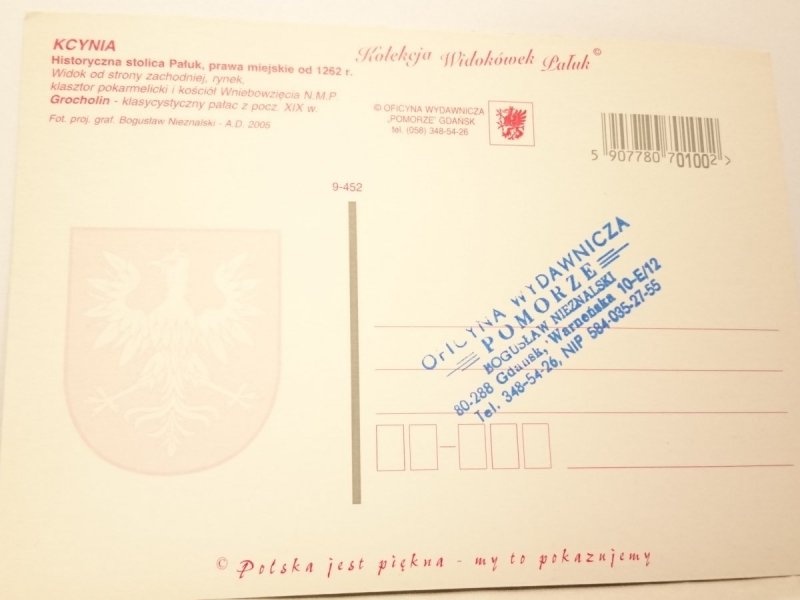 KCYNIA
Historyczna stolica Pałuk, prawa miejskie od 1262 r.
Widok od strony zachodniej, rynek,
klasztor pokarmelicki i kościół Wniebowzięcia N.M.P.
Grocholin - klasycystyczny pałac z pocz. XIX w.
Fot. proj. graf. Bogusław Nieznalski - A.D. 2005
Kolekcja Widokówek Pałuk©
© OFICYNA WYDAWNICZA
„POMORZE" GDAŃSK
tel. (058) 348-54-26
5 907780 701002 >
9-452
OFICYNA WYDAWNICZA
POMORZE
BOGUSŁAW NIEZNALSKI
80-288 Gdańsk, Warneńska 10-E/12
Tel. 348-54-26, NIP 584-035-27-55
© Polska jest piękna - my to pokazujemy